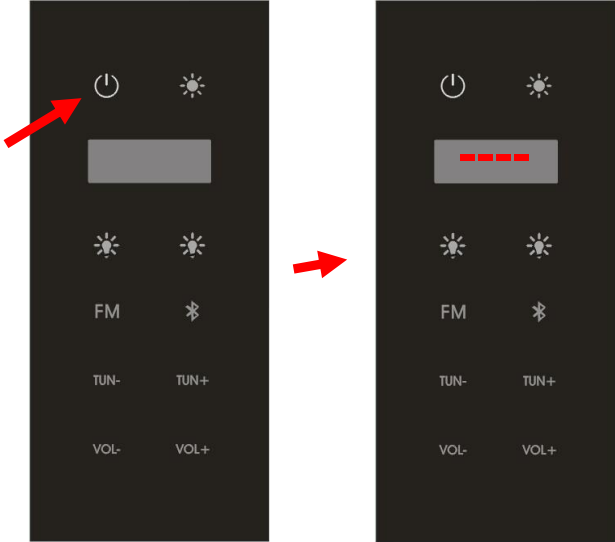 ----
FM
FM
TUN- TUN+
TUN- TUN+
VOL- VOL+
VOL- VOL+